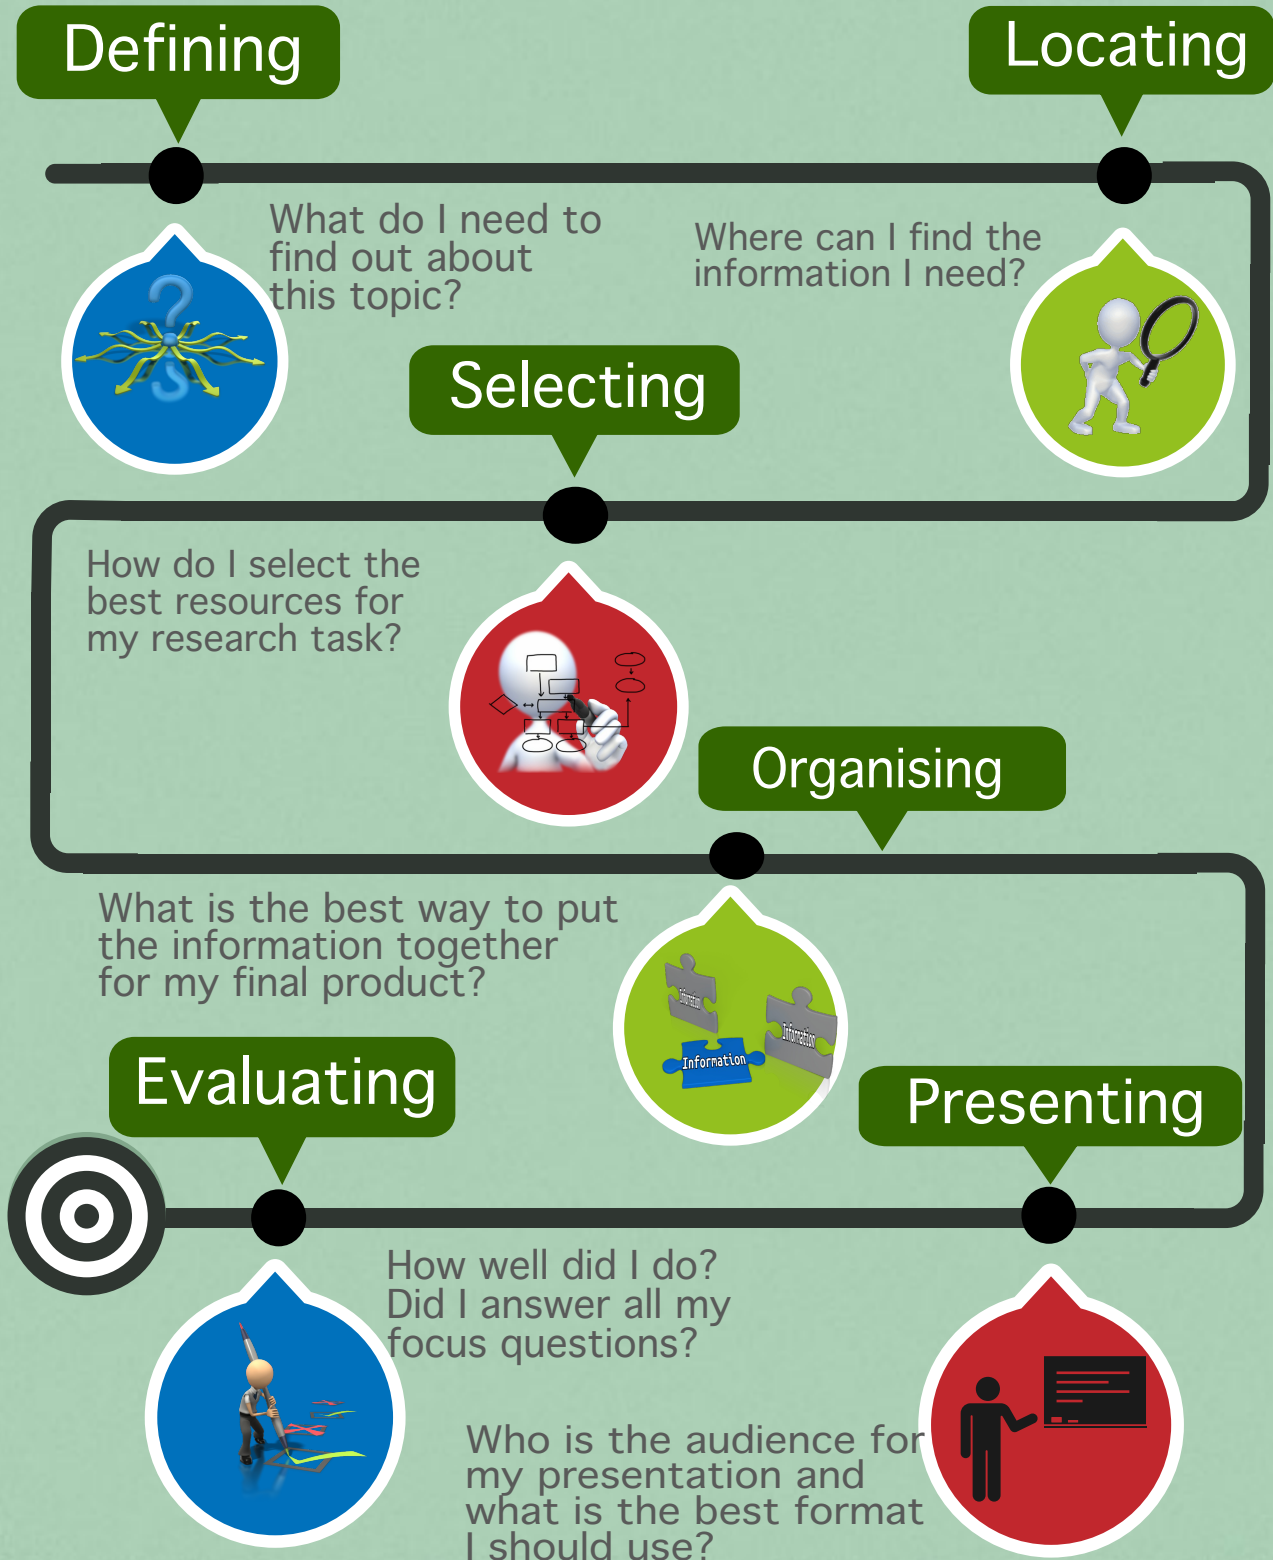 Defining
Locating
What do I need to
find out about
this topic?
Where can I find the
information I need?
Selecting
How do I select the
best resources for
my research task?
Organising
What is the best way to put
the information together
for my final product?
Information
Information
Information
Evaluating
Presenting
How well did I do?
Did I answer all my
focus questions?
Who is the audience for
my presentation and
what is the best format
I should use?